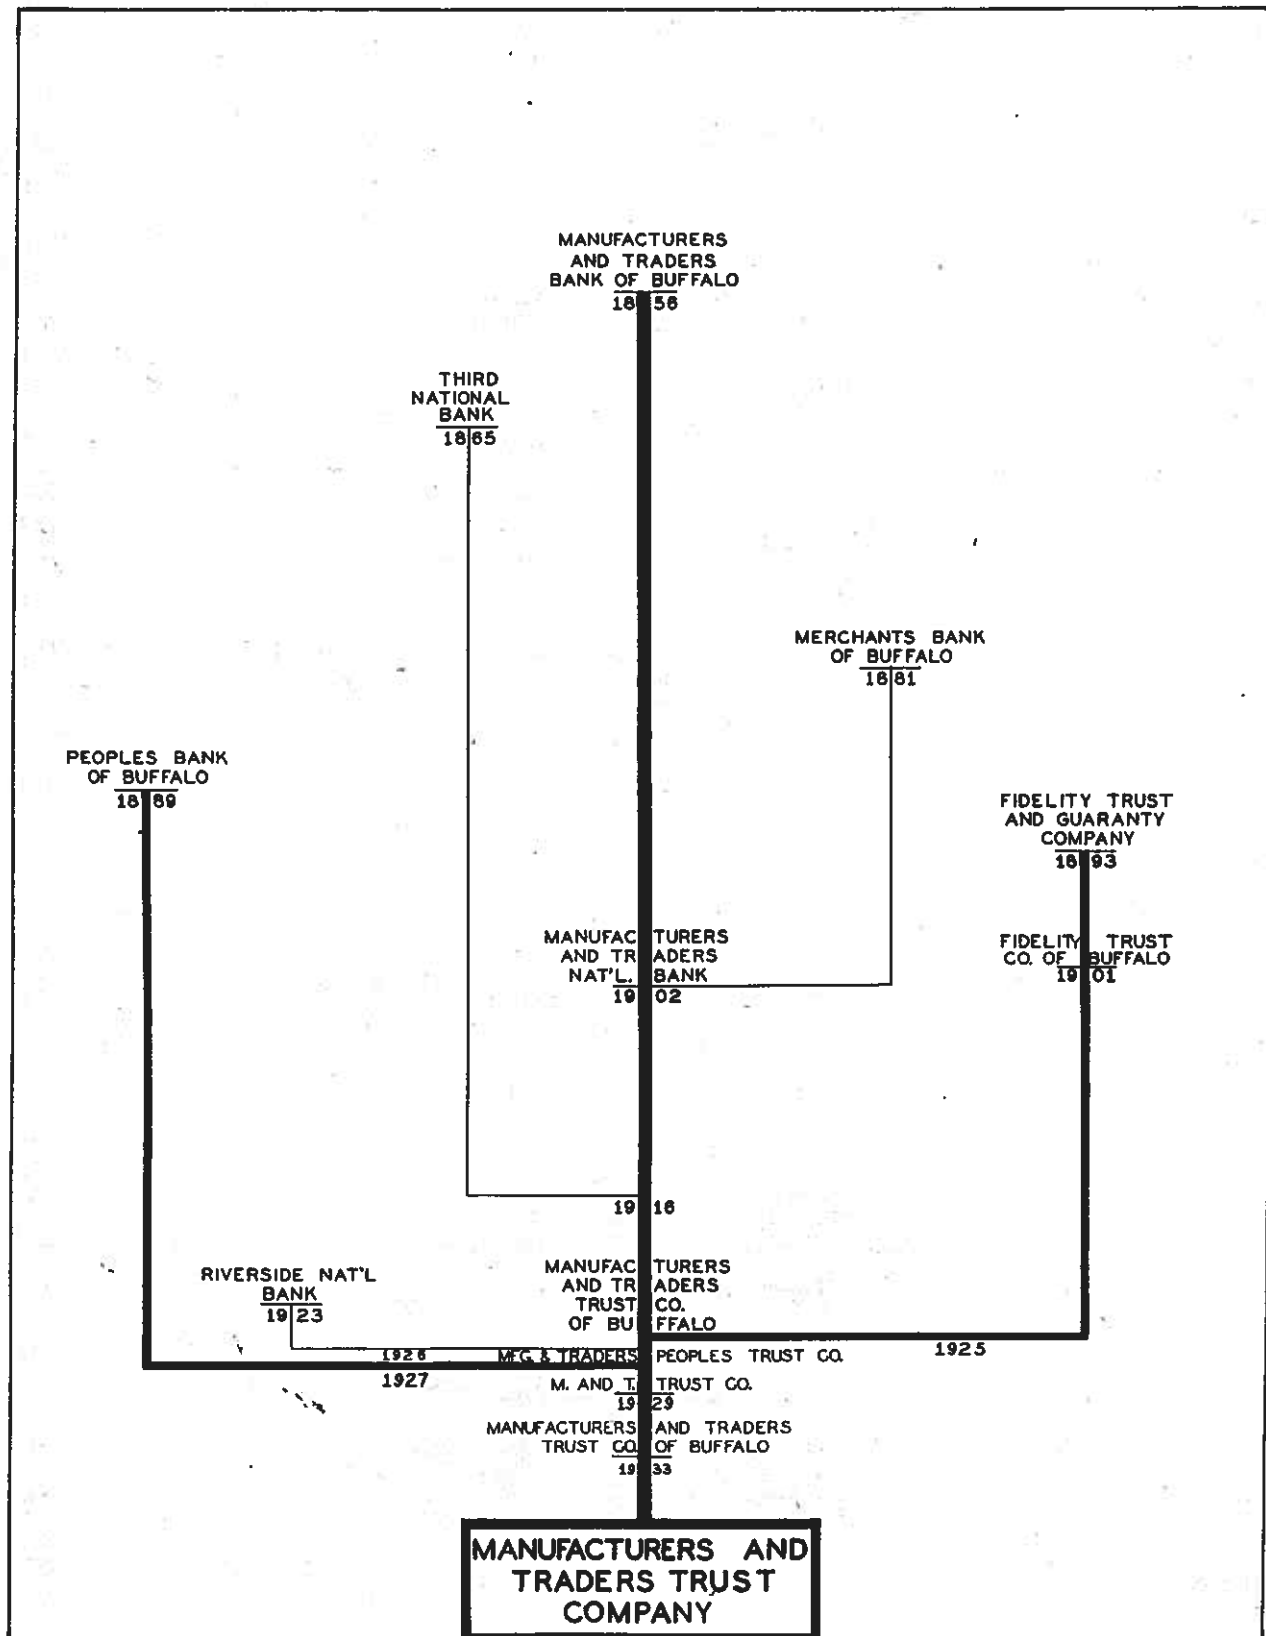 MANUFACTURERS
AND TRADERS
BANK OF BUFFALO
1856
THIRD
NATIONAL
BANK
1865
MERCHANTS BANK
OF BUFFALO
1881
PEOPLES BANK
OF BUFFALO
1889
FIDELITY TRUST
AND GUARANTY
COMPANY
1893
MANUFACTURERS
AND TRADERS
NAT'L. BANK
1902
FIDELITY TRUST
CO. OF BUFFALO
1901
1916
MANUFACTURERS
AND TRADERS
TRUST CO.
OF BUFFALO
RIVERSIDE NAT'L
BANK
1923
1925
1926
MFG. & TRADERS PEOPLES TRUST CO.
1927
M. AND T. TRUST CO.
1929
MANUFACTURERS AND TRADERS
TRUST CO. OF BUFFALO
1933
MANUFACTURERS AND
TRADERS TRUST
COMPANY